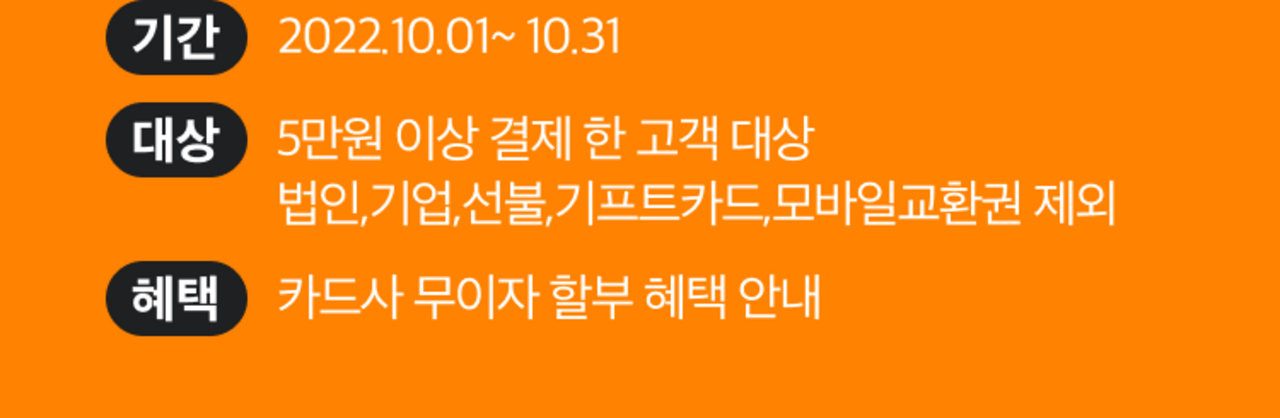 기간 2022.10.01~ 10.31
대상 5만원 이상 결제 한 고객 대상
법인,기업,선불,기프트카드,모바일교환권 제외
혜택 카드사 무이자 할부 혜택 안내